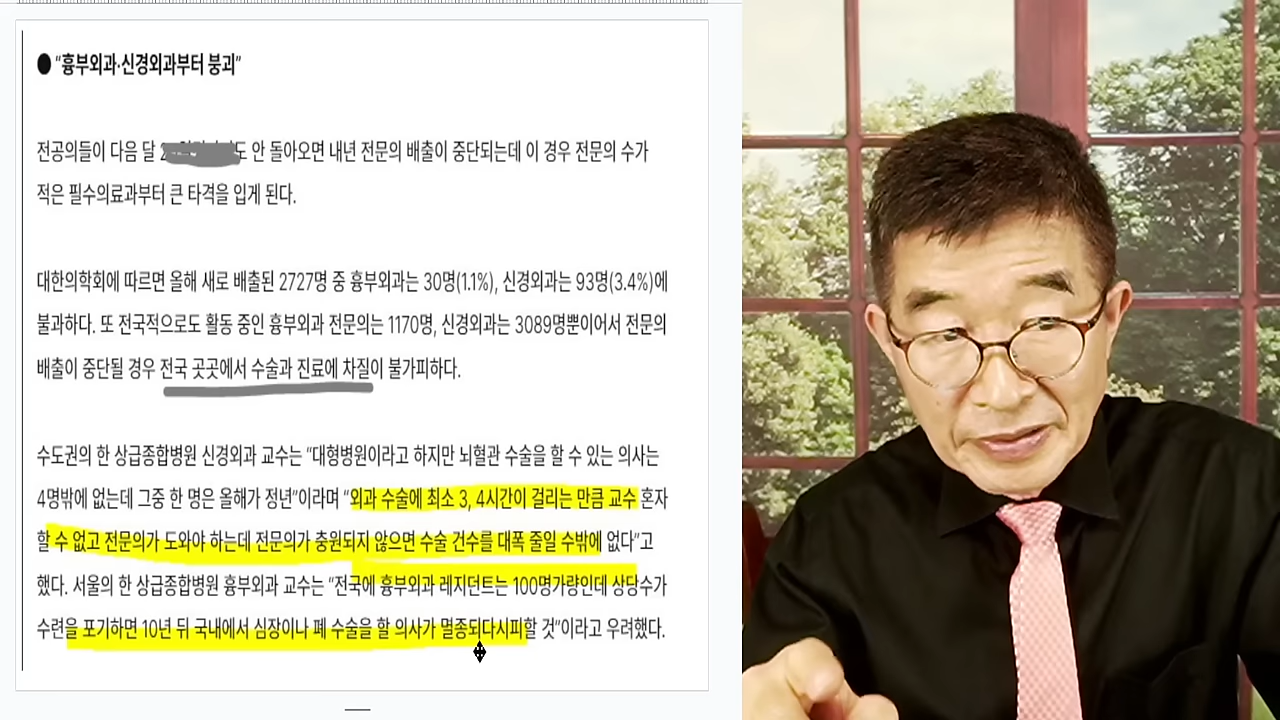 ● “흉부외과·신경외과부터 붕괴”
전공의들이 다음 달 안 돌아오면 내년 전문의 배출이 중단되는데 이 경우 전문의 수가
적은 필수의료과부터 큰 타격을 입게 된다.
대한의학회에 따르면 올해 새로 배출된 2727명 중 흉부외과는 30명(1.1%), 신경외과는 93명(3.4%)에
불과하다. 또 전국적으로도 활동 중인 흉부외과 전문의는 1170명, 신경외과는 3089명뿐이어서 전문의
배출이 중단될 경우 전국 곳곳에서 수술과 진료에 차질이 불가피하다.
수도권의 한 상급종합병원 신경외과 교수는 “대형병원이라고 하지만 뇌혈관 수술을 할 수 있는 의사는
4명밖에 없는데 그중 한 명은 올해가 정년”이라며 “외과 수술에 최소 3, 4시간이 걸리는 만큼 교수 혼자
할 수 없고 전문의가 도와야 하는데 전문의가 충원되지 않으면 수술 건수를 대폭 줄일 수밖에 없다”고
했다. 서울의 한 상급종합병원 흉부외과 교수는 “전국에 흉부외과 레지던트는 100명가량인데 상당수가
수련을 포기하면 10년 뒤 국내에서 심장이나 폐 수술을 할 의사가 멸종되다시피할 것”이라고 우려했다.